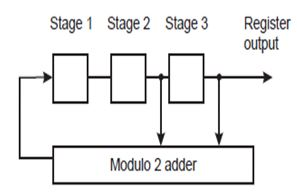 Stage 1 Stage 2 Stage 3 Register
output
Modulo 2 adder